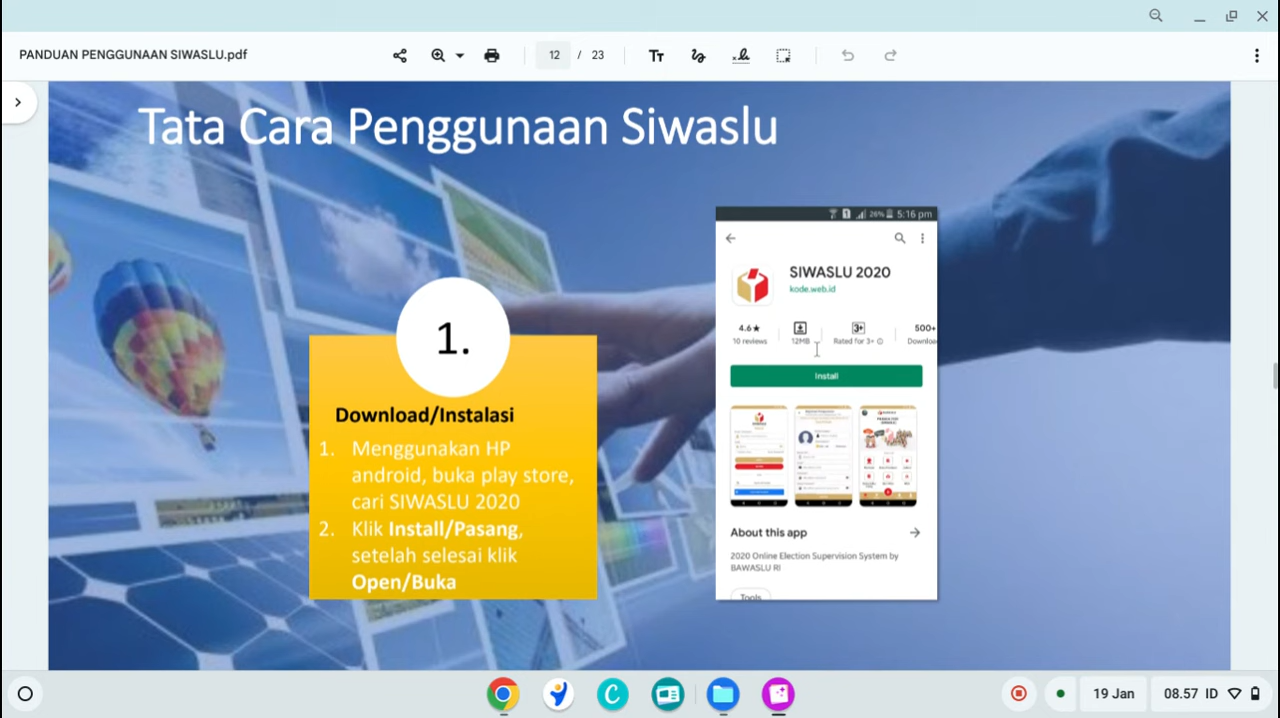 PANDUAN PENGGUNAAN SIWASLU.pdf
12 / 23
Tata Cara Penggunaan Siwaslu
1.
Download/Instalasi
1. Menggunakan HP
android, buka play store,
cari SIWASLU 2020
2. Klik Install/Pasang,
setelah selesai klik
Open/Buka
26% 5:16 pm
SIWASLU 2020
kode.web.id
4.6★ 3+ 500+
10 reviews 12MB Rated for 3+ Downloa
Install
About this app
2020 Online Election Supervision System by
BAWASLU RI
Tools
19 Jan 08.57 ID